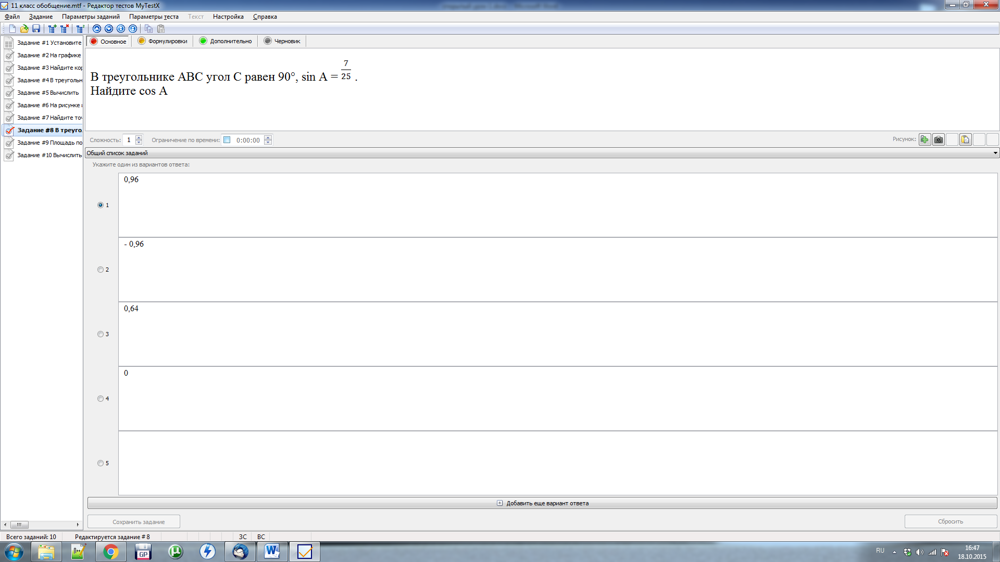 11 класс обобщение.mtf - Редактор тестов MyTestX
Файл Задание Параметры заданий Параметры теста Текст Настройка Справка
Задание #1 Установите
Задание #2 На графике
Задание #3 Найдите кор
Задание #4 В треугольн
Задание #5 Вычислить
Задание #6 На рисунке
Задание #7 Найдите точ
Задание #8 В треуго
Задание #9 Площадь по
Задание #10 Вычислить
Основное Формулировки Дополнительно Черновик
В треугольнике ABC угол C равен 90°, sin A = 7/25 .
Найдите cos A
Сложность: 1 Ограничение по времени: 0:00:00 Рисунок:
Общий список заданий
Укажите один из вариантов ответа:
1 0,96
2 - 0,96
3 0,64
4 0
5
Добавить еще вариант ответа
Сохранить задание Сбросить
Всего заданий: 10 Редактируется задание # 8 ЗС ВС
GP
RU 16:47
18.10.2015